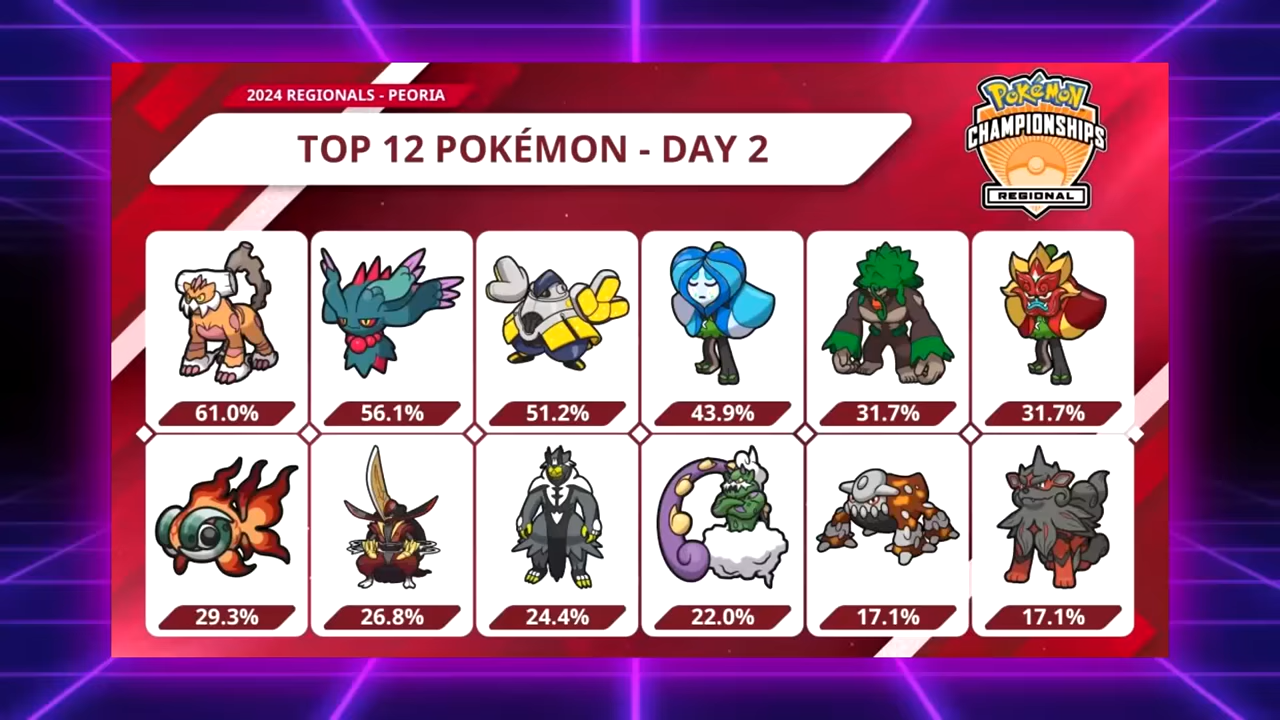 2024 REGIONALS - PEORIA
TOP 12 POKÉMON - DAY 2
POKéMON
CHAMPIONSHIPS
REGIONAL
61.0% 56.1% 51.2% 43.9% 31.7% 31.7%
29.3% 26.8% 24.4% 22.0% 17.1% 17.1%